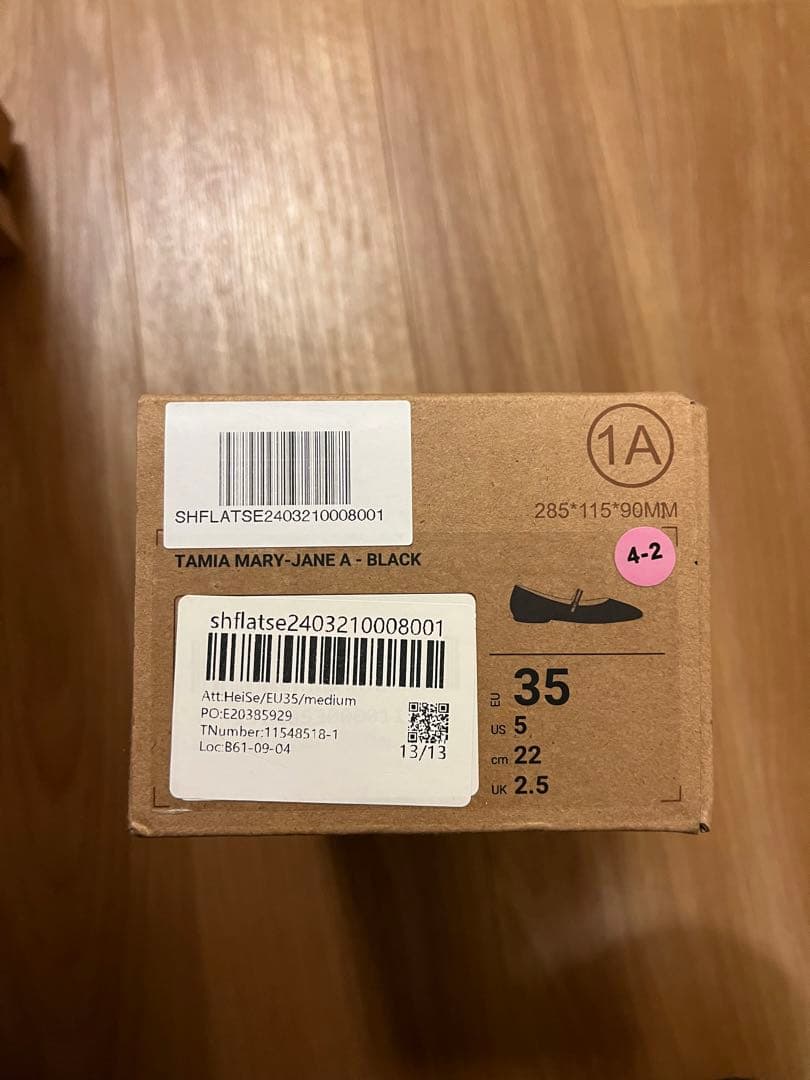 SHFLATSE2403210008001
1A
285*115*90MM
TAMIA MARY-JANE A - BLACK
4-2
shflatse2403210008001
Att:HeiSe/EU35/medium
PO:E20385929
TNumber:11548518-1
Loc:B61-09-04
13/13
EU 35
US 5
cm 22
UK 2.5